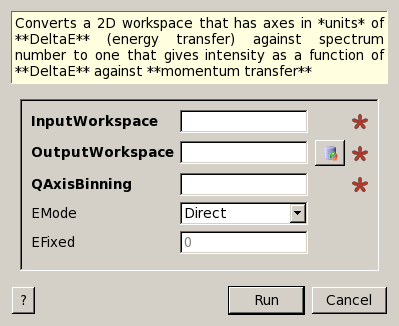 Converts a 2D workspace that has axes in *units* of
**DeltaE** (energy transfer) against spectrum
number to one that gives intensity as a function of
**DeltaE** against **momentum transfer**
InputWorkspace
OutputWorkspace
QAxisBinning
EMode Direct
EFixed 0
? Run Cancel